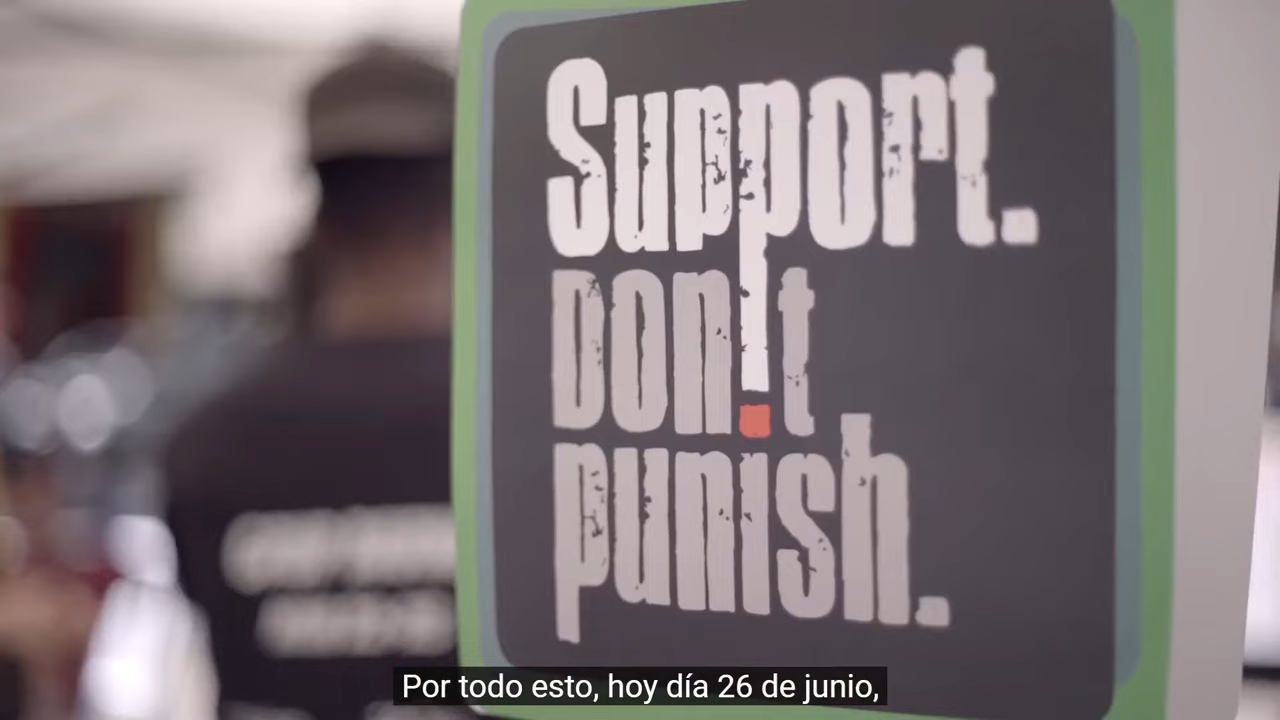 Support.
Don't
punish.
Por todo esto, hoy día 26 de junio,